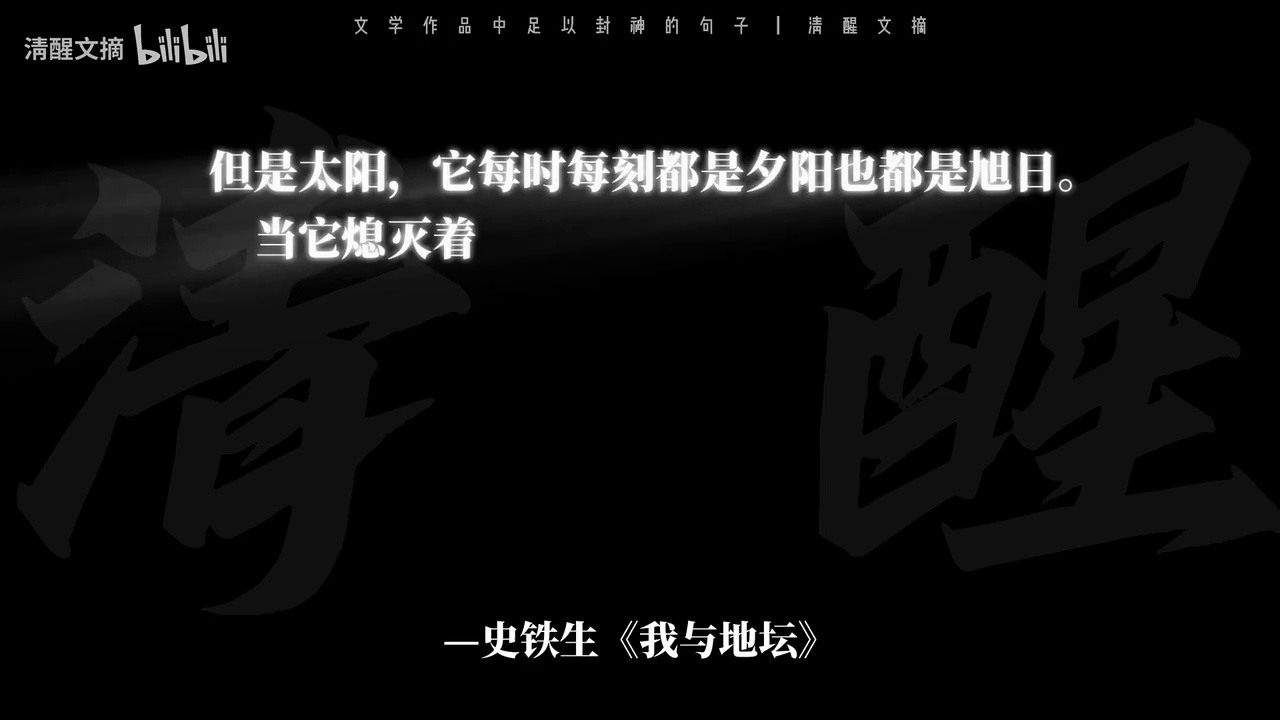 文学作品中足以封神的句子 | 清醒文摘
清醒文摘 bilibili
清醒
但是太阳，它每时每刻都是夕阳也都是旭日。
当它熄灭着
—史铁生《我与地坛》